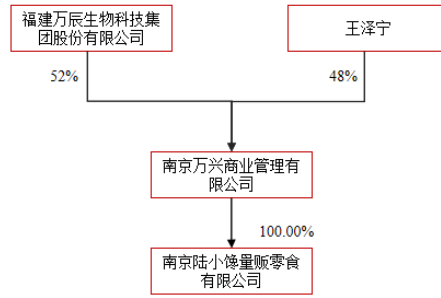 福建万辰生物科技集
团股份有限公司
王泽宁
52%
48%
南京万兴商业管理有
限公司
100.00%
南京陆小馋量贩零食
有限公司